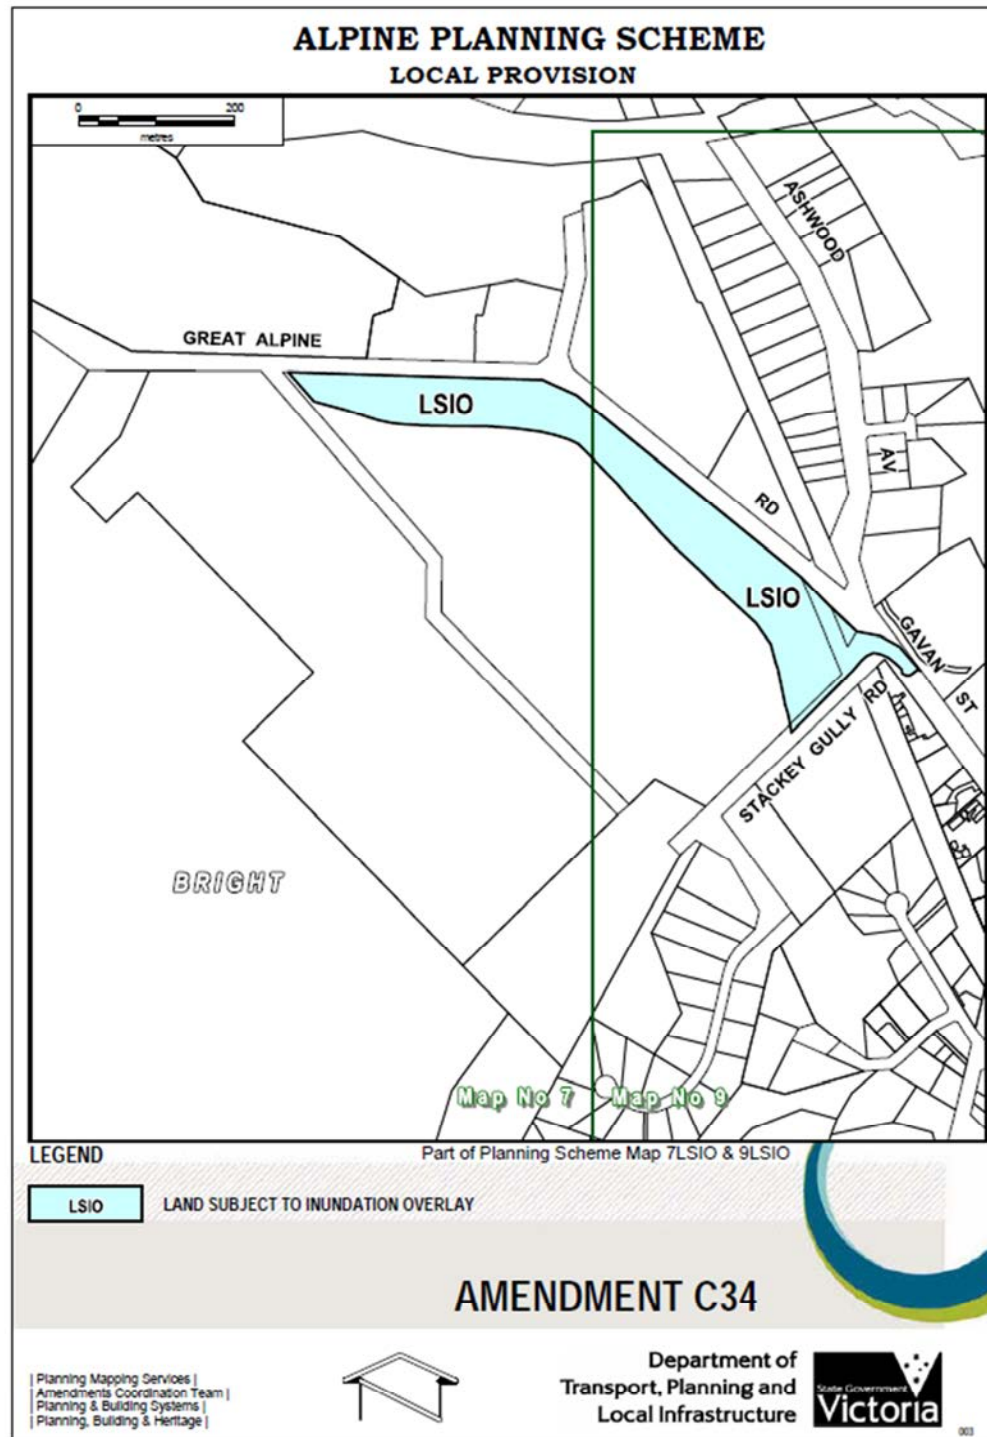 ALPINE PLANNING SCHEME
LOCAL PROVISION
0 200
metres
ASHWOOD
GREAT ALPINE
LSIO
AV
RD
LSIO
GAVAN
ST
STACKEY GULLY RD
BRIGHT
Map No 7 Map No 9
LEGEND
Part of Planning Scheme Map 7LSIO & 9LSIO
LSIO LAND SUBJECT TO INUNDATION OVERLAY
AMENDMENT C34
| Planning Mapping Services |
| Amendments Coordination Team |
| Planning & Building Systems |
| Planning, Building & Heritage |
Department of
Transport, Planning and
Local Infrastructure
State Government
Victoria
003